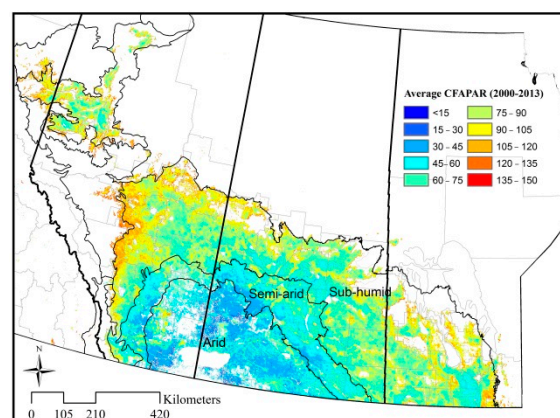 Average CFAPAR (2000-2013)
<15
75 - 90
15 - 30
90 - 105
30 - 45
105 - 120
45 - 60
120 - 135
60 - 75
135 - 150
Semi-arid
Sub-humid
Arid
N
Kilometers
0 105 210 420